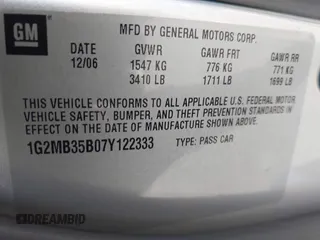 GM
MFD BY GENERAL MOTORS CORP.
DATE GVWR GAWR FRT GAWR RR
12/06 1547 KG 776 KG 771 KG
3410 LB 1711 LB 1699 LB
THIS VEHICLE CONFORMS TO ALL APPLICABLE U.S. FEDERAL MOTOR
VEHICLE SAFETY, BUMPER, AND THEFT PREVENTION STANDARDS
IN EFFECT ON THE DATE OF MANUFACTURE SHOWN ABOVE.
1G2MB35B07Y122333 TYPE: PASS CAR
DREAMBID